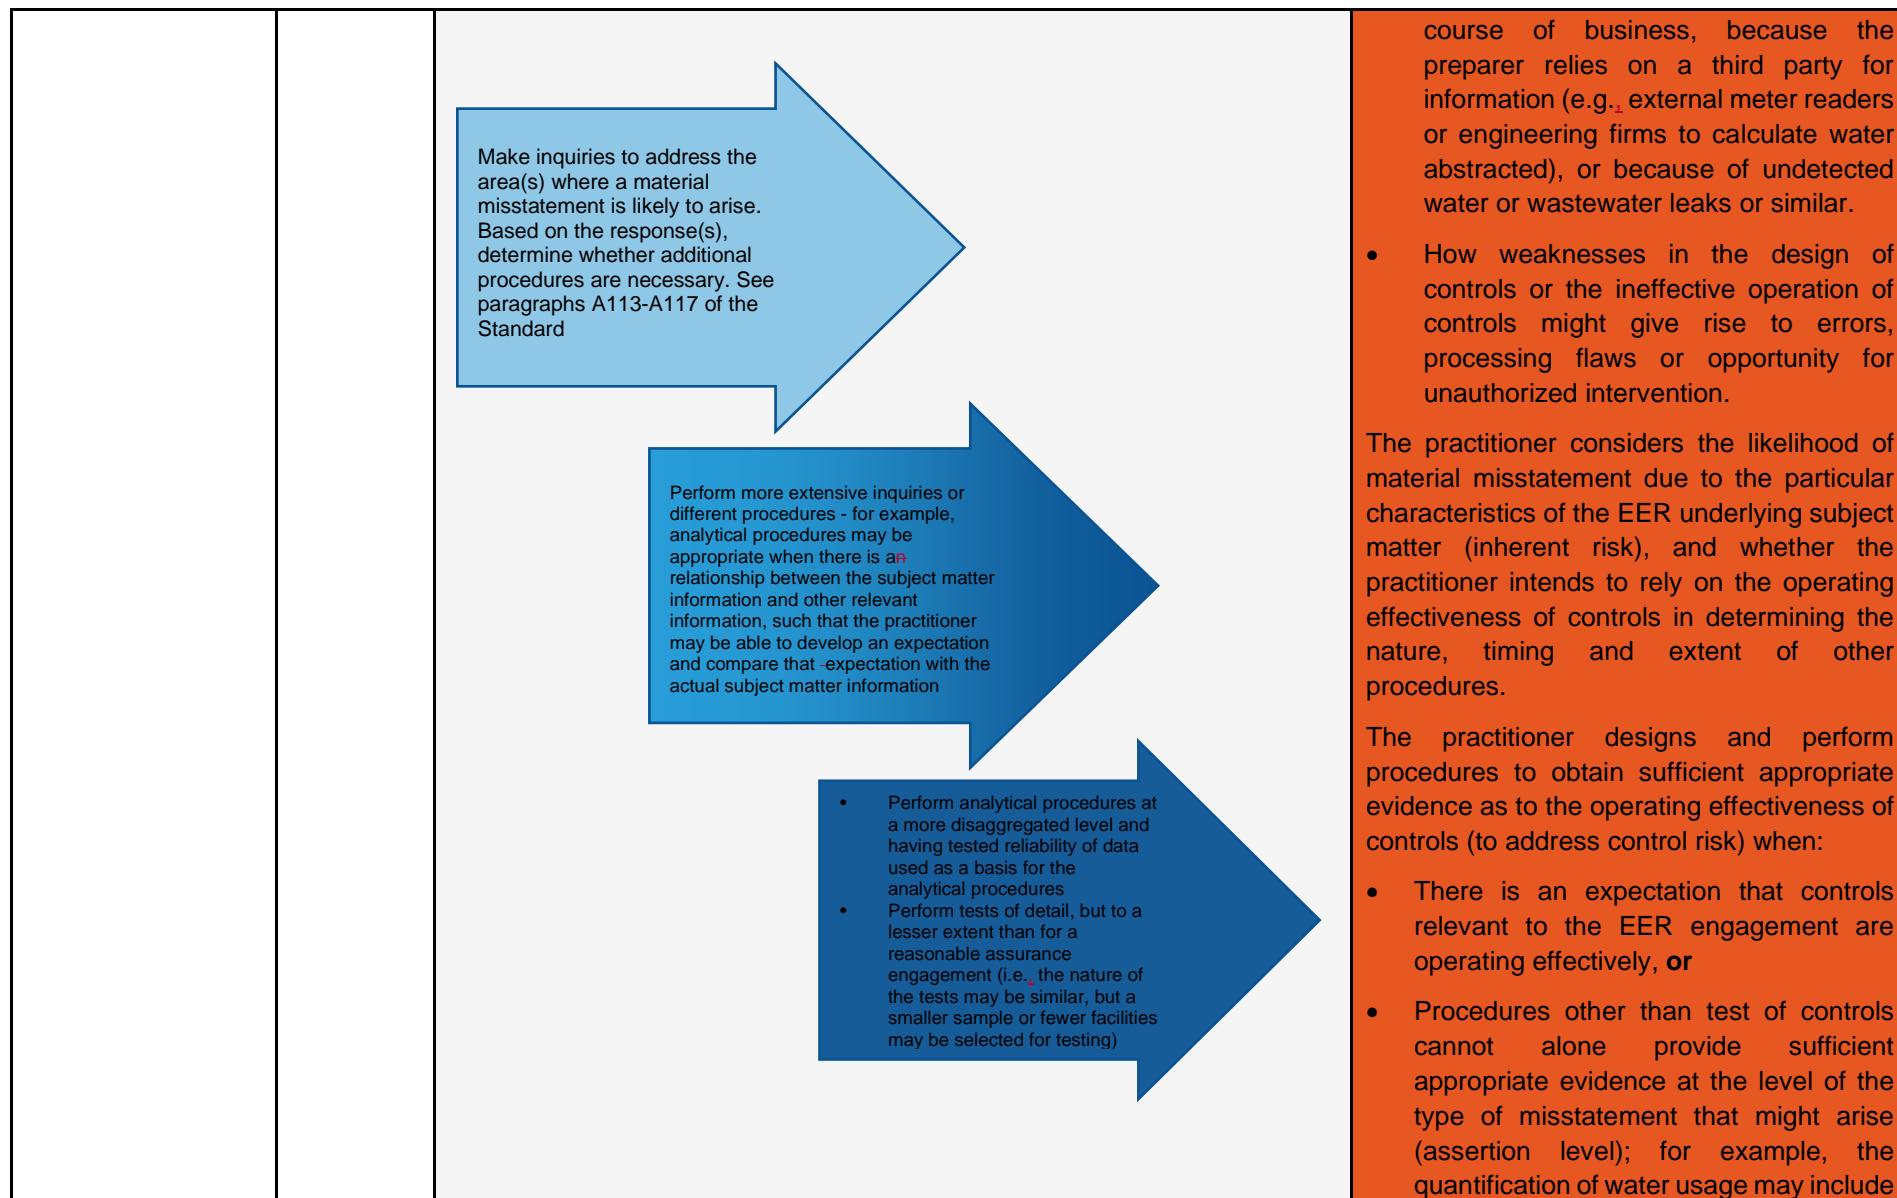 Make inquiries to address the
area(s) where a material
misstatement is likely to arise.
Based on the response(s),
determine whether additional
procedures are necessary. See
paragraphs A113-A117 of the
Standard
Perform more extensive inquiries or
different procedures - for example,
analytical procedures may be
appropriate when there is an
relationship between the subject matter
information and other relevant
information, such that the practitioner
may be able to develop an expectation
and compare that -expectation with the
actual subject matter information
• Perform analytical procedures at
a more disaggregated level and
having tested reliability of data
used as a basis for the
analytical procedures
• Perform tests of detail, but to a
lesser extent than for a
reasonable assurance
engagement (i.e., the nature of
the tests may be similar, but a
smaller sample or fewer facilities
may be selected for testing)
course of business, because the
preparer relies on a third party for
information (e.g., external meter readers
or engineering firms to calculate water
abstracted), or because of undetected
water or wastewater leaks or similar.
• How weaknesses in the design of
controls or the ineffective operation of
controls might give rise to errors,
processing flaws or opportunity for
unauthorized intervention.
The practitioner considers the likelihood of
material misstatement due to the particular
characteristics of the EER underlying subject
matter (inherent risk), and whether the
practitioner intends to rely on the operating
effectiveness of controls in determining the
nature, timing and extent of other
procedures.
The practitioner designs and perform
procedures to obtain sufficient appropriate
evidence as to the operating effectiveness of
controls (to address control risk) when:
• There is an expectation that controls
relevant to the EER engagement are
operating effectively, or
• Procedures other than test of controls
cannot alone provide sufficient
appropriate evidence at the level of the
type of misstatement that might arise
(assertion level); for example, the
quantification of water usage may include